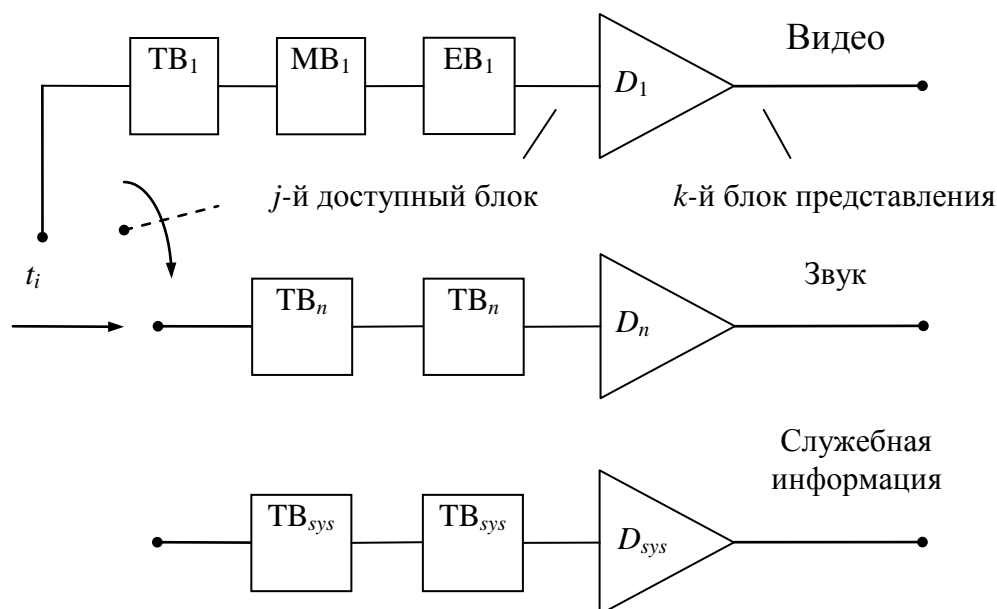 TB₁ MB₁ EB₁ D₁ Видео
j-й доступный блок k-й блок представления
tᵢ
TBₙ TBₙ Dₙ Звук
Служебная
информация
TBsys TBsys Dsys